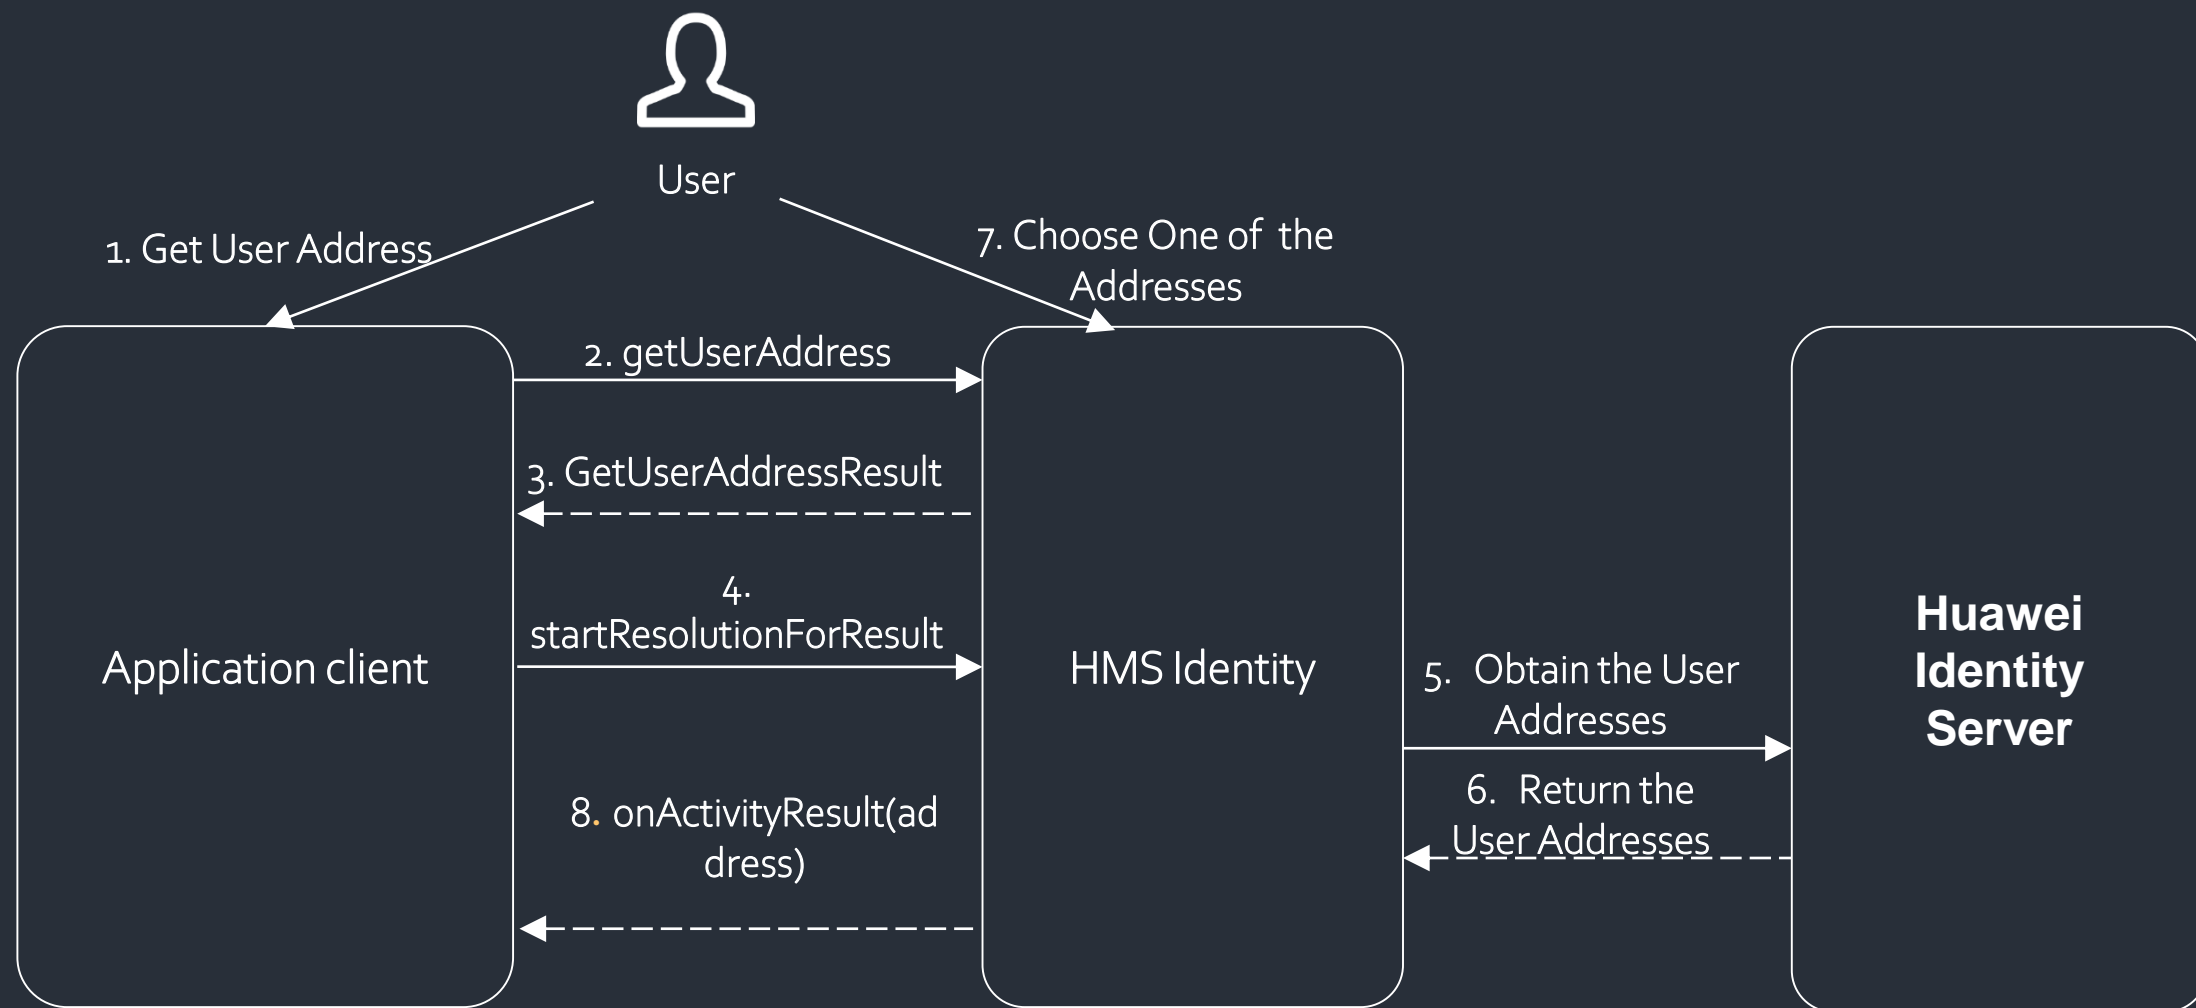 User
1. Get User Address
7. Choose One of the
Addresses
2. getUserAddress
3. GetUserAddressResult
4.
startResolutionForResult
Application client
HMS Identity
5. Obtain the User
Addresses
6. Return the
User Addresses
Huawei
Identity
Server
8. onActivityResult(ad
dress)